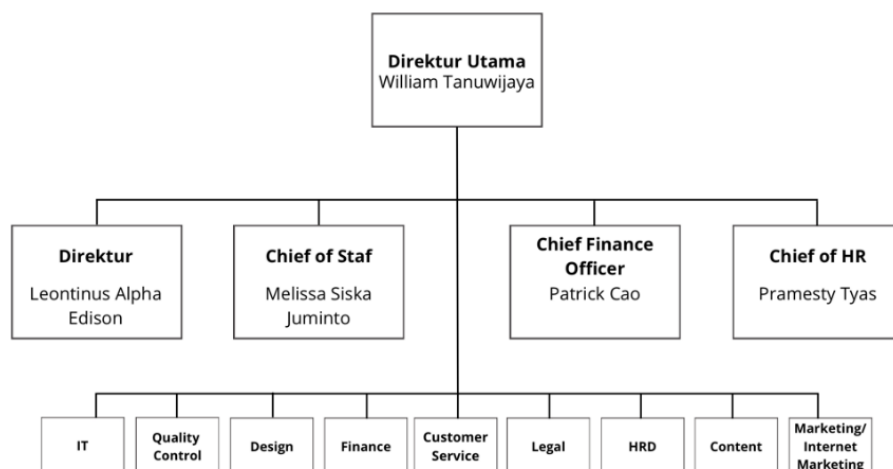 Direktur Utama
William Tanuwijaya
Direktur
Leontinus Alpha
Edison
Chief of Staf
Melissa Siska
Juminto
Chief Finance
Officer
Patrick Cao
Chief of HR
Pramesty Tyas
IT
Quality
Control
Design
Finance
Customer
Service
Legal
HRD
Content
Marketing/
Internet
Marketing